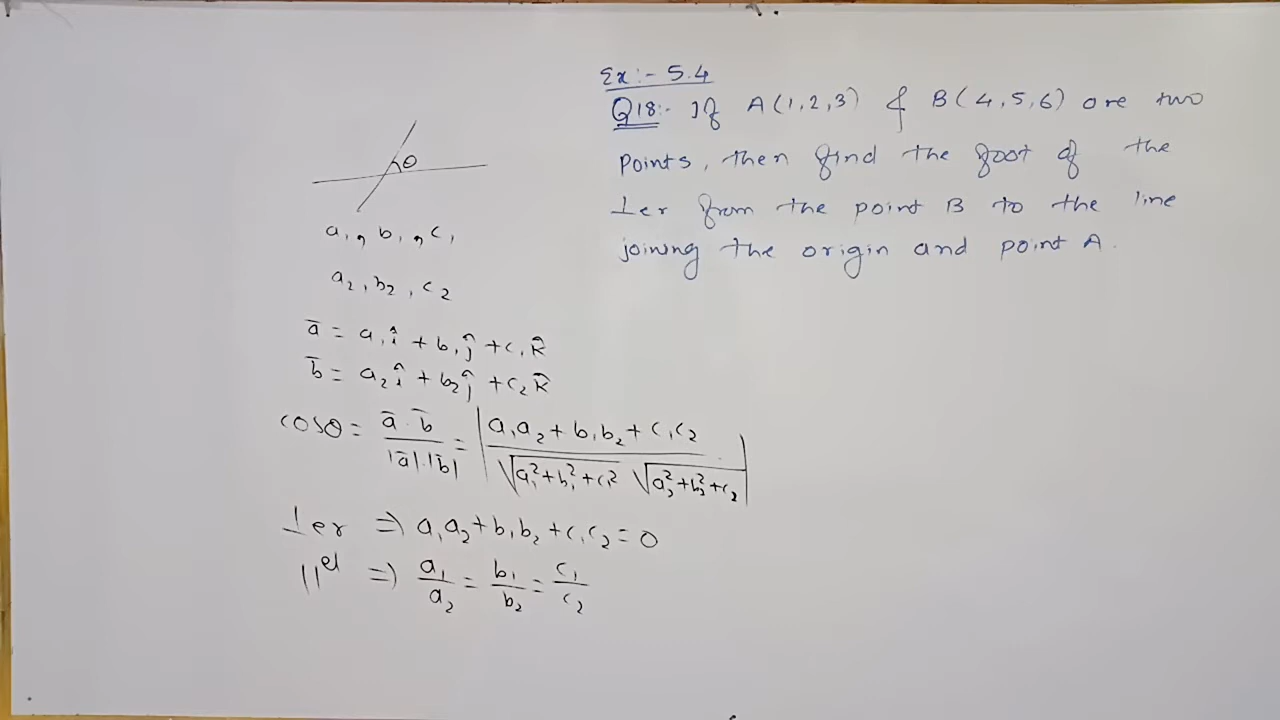 Ex:- 5.4
Q18:- If A(1,2,3) & B(4,5,6) are two
points, then find the foot of the
⊥er from the point B to the line
joining the origin and point A.
θ
a₁, b₁, c₁
a₂, b₂, c₂
a̅ = a₁î + b₁ĵ + c₁k̂
b̅ = a₂î + b₂ĵ + c₂k̂
cosθ = a̅·b̅ / |a̅|·|b̅| = |a₁a₂ + b₁b₂ + c₁c₂ / √(a₁²+b₁²+c₁²) √(a₂²+b₂²+c₂)|
⊥er ⇒ a₁a₂ + b₁b₂ + c₁c₂ = 0
||el ⇒ a₁/a₂ = b₁/b₂ = c₁/c₂